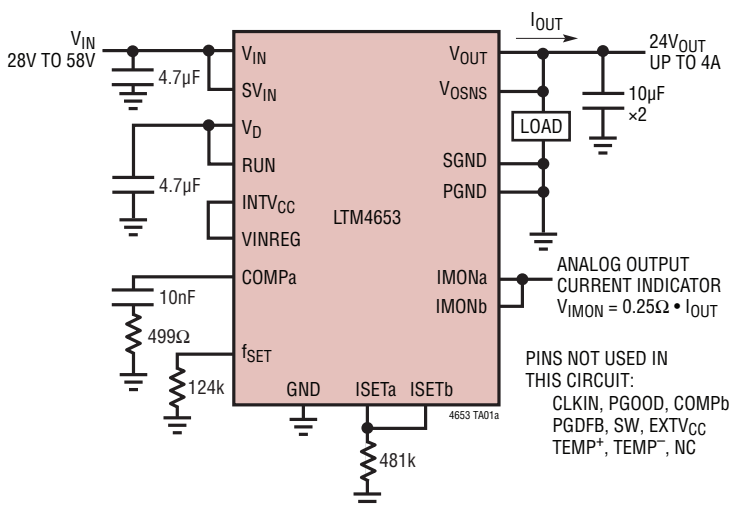 V_IN
28V TO 58V
4.7µF
4.7µF
10nF
499Ω
124k
V_IN
SV_IN
V_D
RUN
INTV_CC
VINREG
COMPa
f_SET
LTM4653
GND
ISETa
ISETb
V_OUT
V_OSNS
SGND
PGND
IMONa
IMONb
4653 TA01a
481k
I_OUT
24V_OUT
UP TO 4A
10µF
×2
LOAD
ANALOG OUTPUT
CURRENT INDICATOR
V_IMON = 0.25Ω • I_OUT
PINS NOT USED IN
THIS CIRCUIT:
CLKIN, PGOOD, COMPb
PGDFB, SW, EXTV_CC
TEMP⁺, TEMP⁻, NC